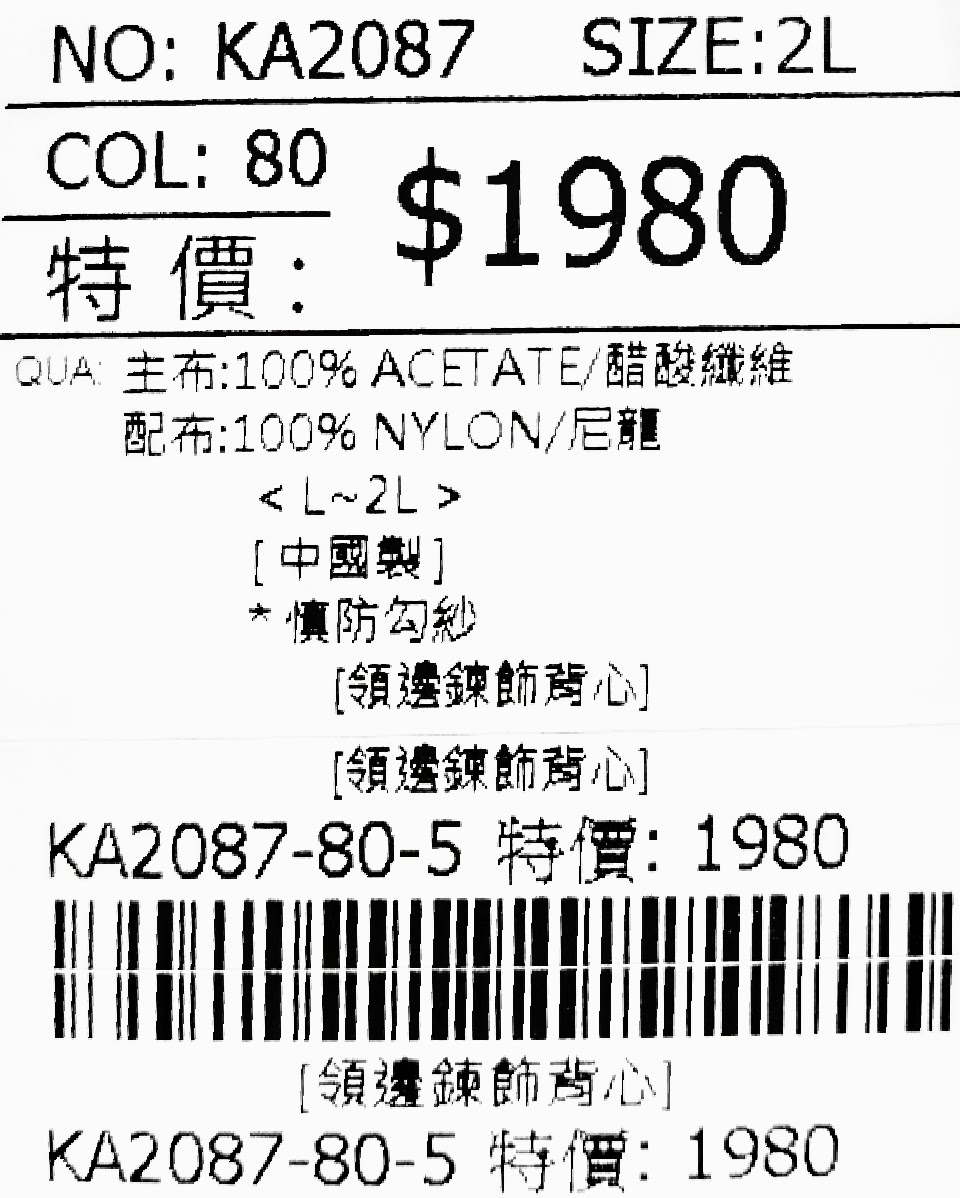 NO: KA2087 SIZE:2L
COL: 80
$1980
特 價 :
QUA: 主布:100% ACETATE/醋酸纖維
配布:100% NYLON/尼龍
< L~2L >
[ 中國製 ]
* 慎防勾紗
[領邊鍊飾背心]
[領邊鍊飾背心]
KA2087-80-5 特價: 1980
[領邊鍊飾背心]
KA2087-80-5 特價: 1980